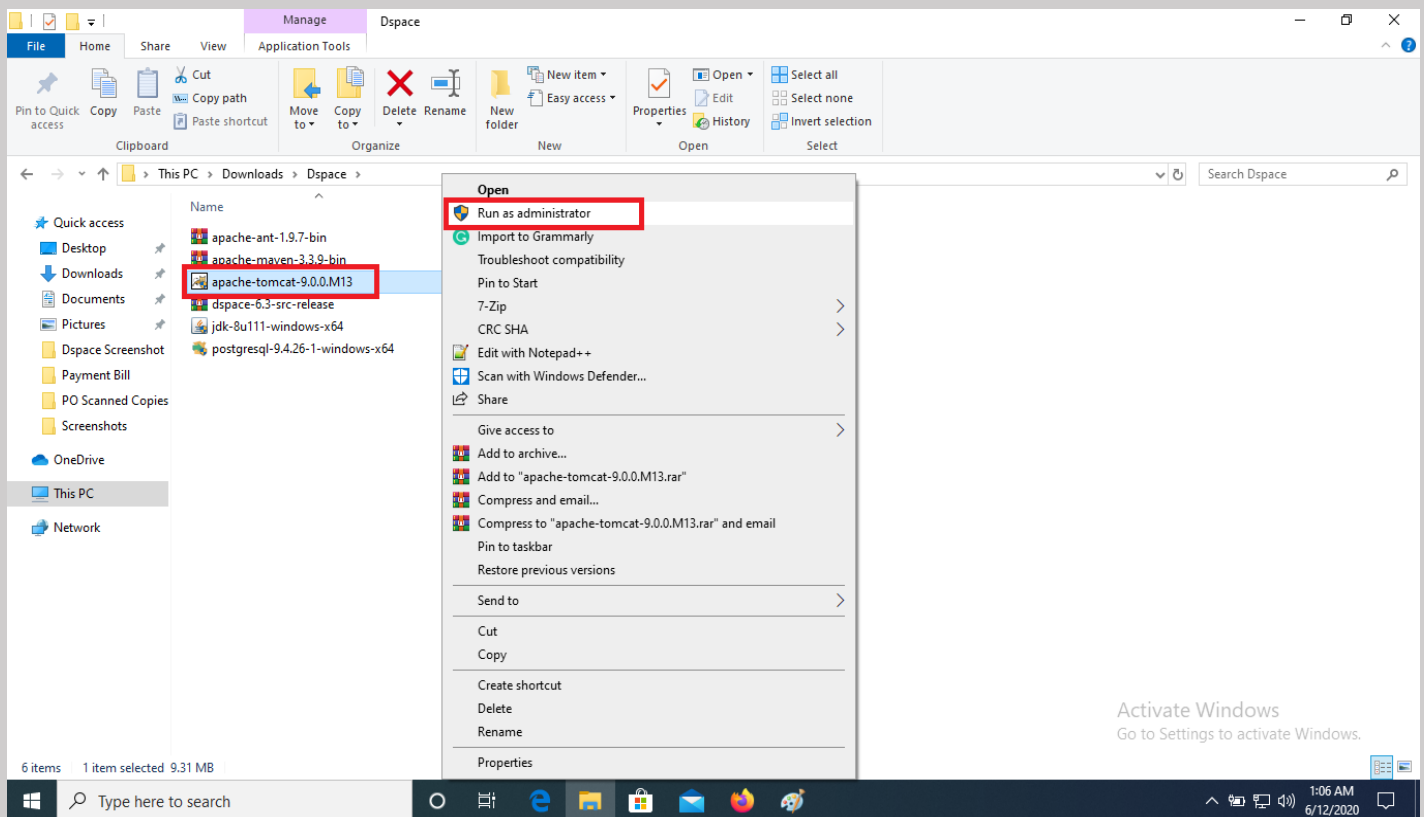 Manage
Dspace
File
Home
Share
View
Application Tools
Pin to Quick access
Copy
Paste
Cut
Copy path
Paste shortcut
Clipboard
Move to
Copy to
Delete
Rename
Organize
New folder
New item
Easy access
New
Properties
Open
Edit
History
Open
Select all
Select none
Invert selection
Select
This PC > Downloads > Dspace >
Search Dspace
Quick access
Desktop
Downloads
Documents
Pictures
Dspace Screenshot
Payment Bill
PO Scanned Copies
Screenshots
OneDrive
This PC
Network
Name
apache-ant-1.9.7-bin
apache-maven-3.3.9-bin
apache-tomcat-9.0.0.M13
dspace-6.3-src-release
jdk-8u111-windows-x64
postgresql-9.4.26-1-windows-x64
Open
Run as administrator
Import to Grammarly
Troubleshoot compatibility
Pin to Start
7-Zip
CRC SHA
Edit with Notepad++
Scan with Windows Defender...
Share
Give access to
Add to archive...
Add to "apache-tomcat-9.0.0.M13.rar"
Compress and email...
Compress to "apache-tomcat-9.0.0.M13.rar" and email
Pin to taskbar
Restore previous versions
Send to
Cut
Copy
Create shortcut
Delete
Rename
Properties
Activate Windows
Go to Settings to activate Windows.
6 items
1 item selected 9.31 MB
Type here to search
1:06 AM
6/12/2020